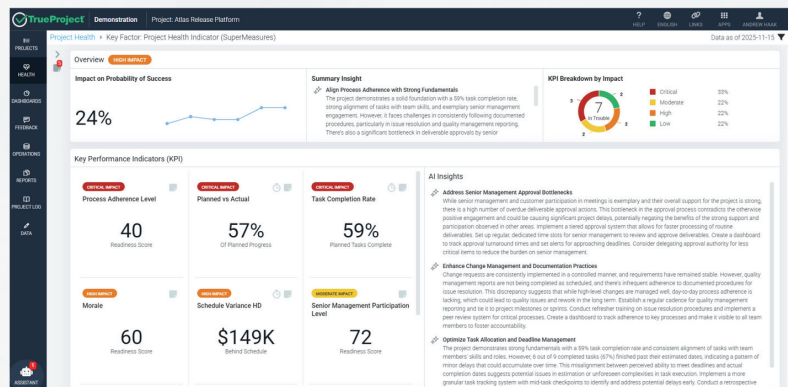 TrueProject Demonstration Project: Atlas Release Platform
? HELP ENGLISH LINKS APPS ANDREW HAAK
PROJECTS
HEALTH
DASHBOARDS
FEEDBACK
OPERATIONS
REPORTS
PROJECT LOG
DATA
ASSISTANT
Project Health > Key Factor: Project Health Indicator (SuperMeasures)
Data as of 2025-11-15
Overview HIGH IMPACT
Impact on Probability of Success
24%
Summary Insight
Align Process Adherence with Strong Fundamentals
The project demonstrates a solid foundation with a 59% task completion rate,
strong alignment of tasks with team skills, and exemplary senior management
engagement. However, it faces challenges in consistently following documented
procedures, particularly in issue resolution and quality management reporting.
There's also a significant bottleneck in deliverable approvals by senior
KPI Breakdown by Impact
3
2
2
2
7
In Trouble
Critical 33%
Moderate 22%
High 22%
Low 22%
Key Performance Indicators (KPI)
CRITICAL IMPACT
Process Adherence Level
40
Readiness Score
CRITICAL IMPACT
Planned vs Actual
57%
Of Planned Progress
CRITICAL IMPACT
Task Completion Rate
59%
Planned Tasks Complete
HIGH IMPACT
Morale
60
Readiness Score
HIGH IMPACT
Schedule Variance HD
$149K
Behind Schedule
MODERATE IMPACT
Senior Management Participation
Level
72
Readiness Score
AI Insights
Address Senior Management Approval Bottlenecks
While senior management and customer participation in meetings is exemplary and their overall support for the project is strong,
there is a high number of overdue deliverable approval actions. This bottleneck in the approval process contradicts the otherwise
positive engagement and could be causing significant project delays, potentially negating the benefits of the strong support and
participation observed in other areas. Implement a tiered approval system that allows for faster processing of routine
deliverables. Set up regular, dedicated time slots for senior management to review and approve deliverables. Create a dashboard
to track approval turnaround times and set alerts for approaching deadlines. Consider delegating approval authority for less
critical items to reduce the burden on senior management.
Enhance Change Management and Documentation Practices
Change requests are consistently implemented in a controlled manner, and requirements have remained stable. However, quality
management reports are not being completed as scheduled, and there's infrequent adherence to documented procedures for
issue resolution. This discrepancy suggests that while high-level changes are managed well, day-to-day process adherence is
lacking, which could lead to quality issues and rework in the long term. Establish a regular cadence for quality management
reporting and tie it to project milestones or sprints. Conduct refresher training on issue resolution procedures and implement a
peer review system for critical processes. Create a dashboard to track adherence to key processes and make it visible to all team
members to foster accountability.
Optimize Task Allocation and Deadline Management
The project demonstrates strong fundamentals with a 59% task completion rate and consistent alignment of tasks with team
members' skills and roles. However, 6 out of 9 completed tasks (67%) finished past their estimated dates, indicating a pattern of
minor delays that could accumulate over time. This misalignment between perceived ability to meet deadlines and actual
completion dates suggests potential issues in estimation or unforeseen complexities in task execution. Implement a more
granular task tracking system with mid-task checkpoints to identify and address potential delays early. Conduct a retrospective